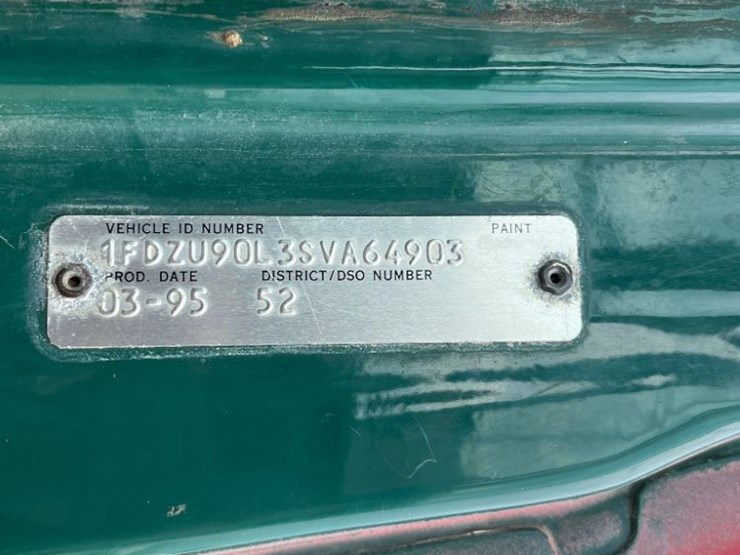 VEHICLE ID NUMBER PAINT
1FDZU90L3SVA64903
PROD. DATE DISTRICT/DSO NUMBER
03-95 52